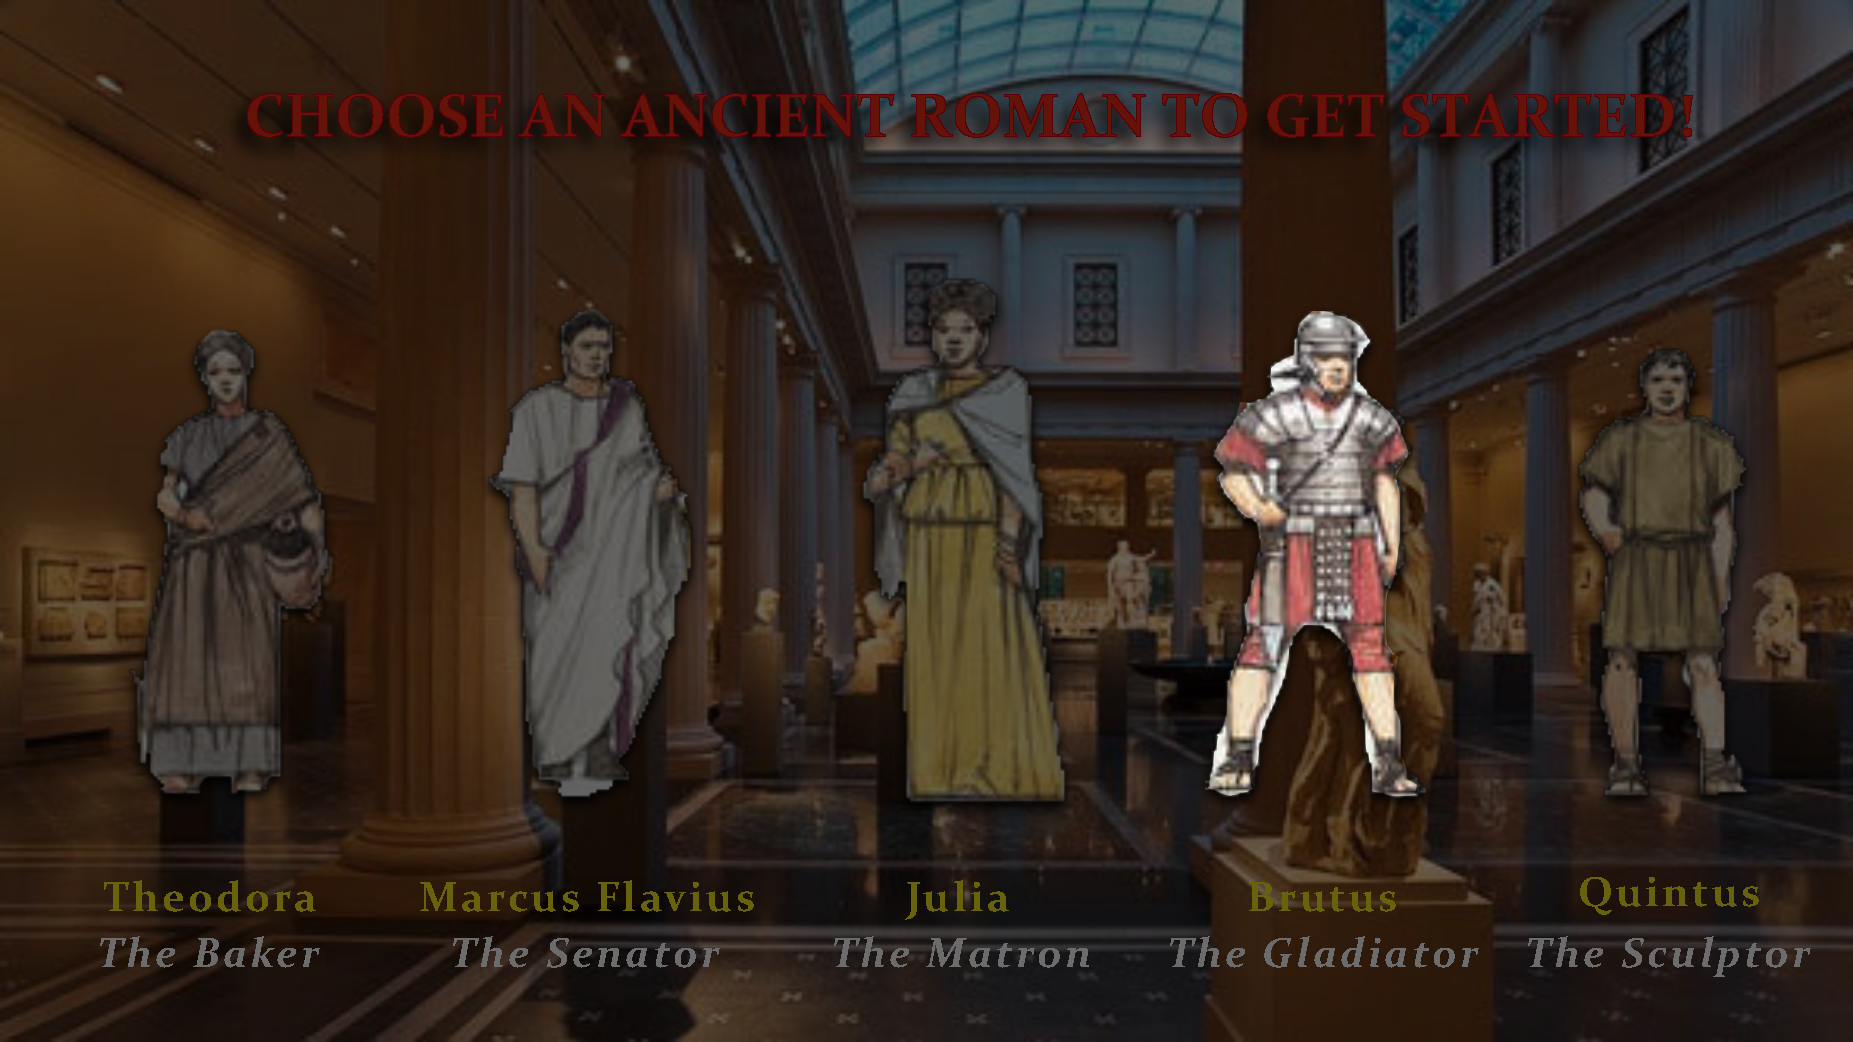 CHOOSE AN ANCIENT ROMAN TO GET STARTED!
Theodora
The Baker
Marcus Flavius
The Senator
Julia
The Matron
Brutus
The Gladiator
Quintus
The Sculptor